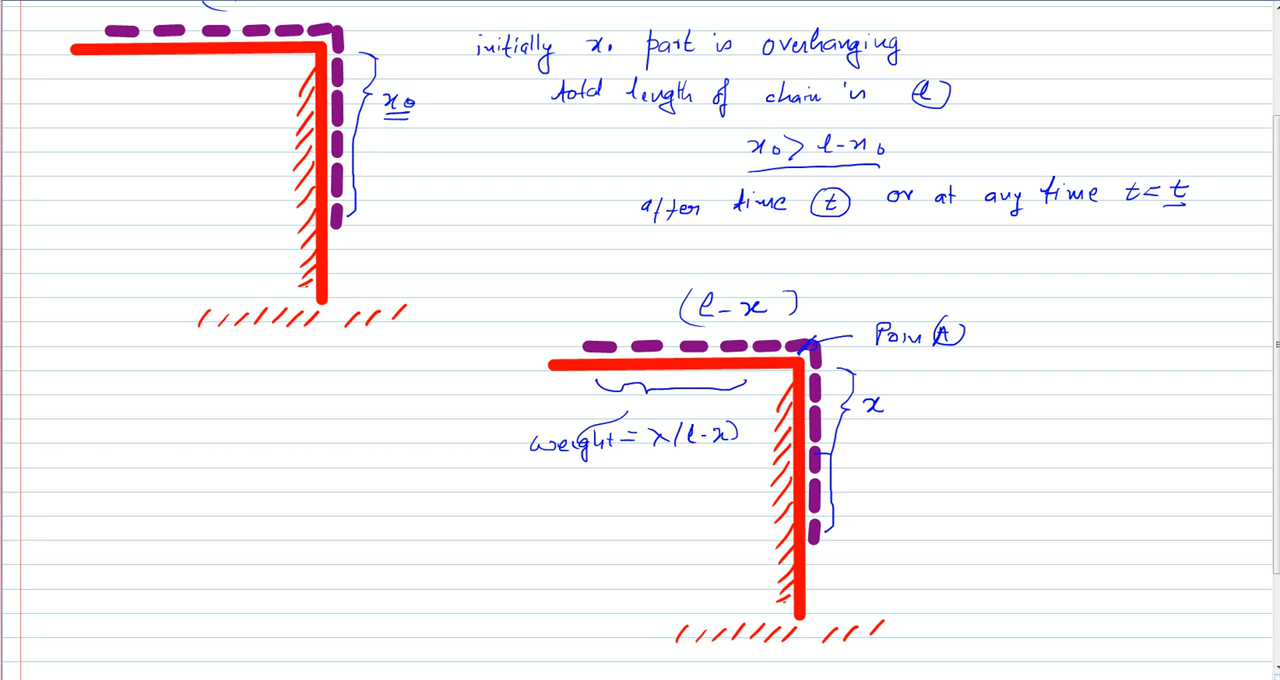 initially x₀ part is overhanging
x₀
total length of chain is l
x₀ > l-x₀
after time t or at any time t = t
(l-x)
Point A
x
weight = λ(l-x)